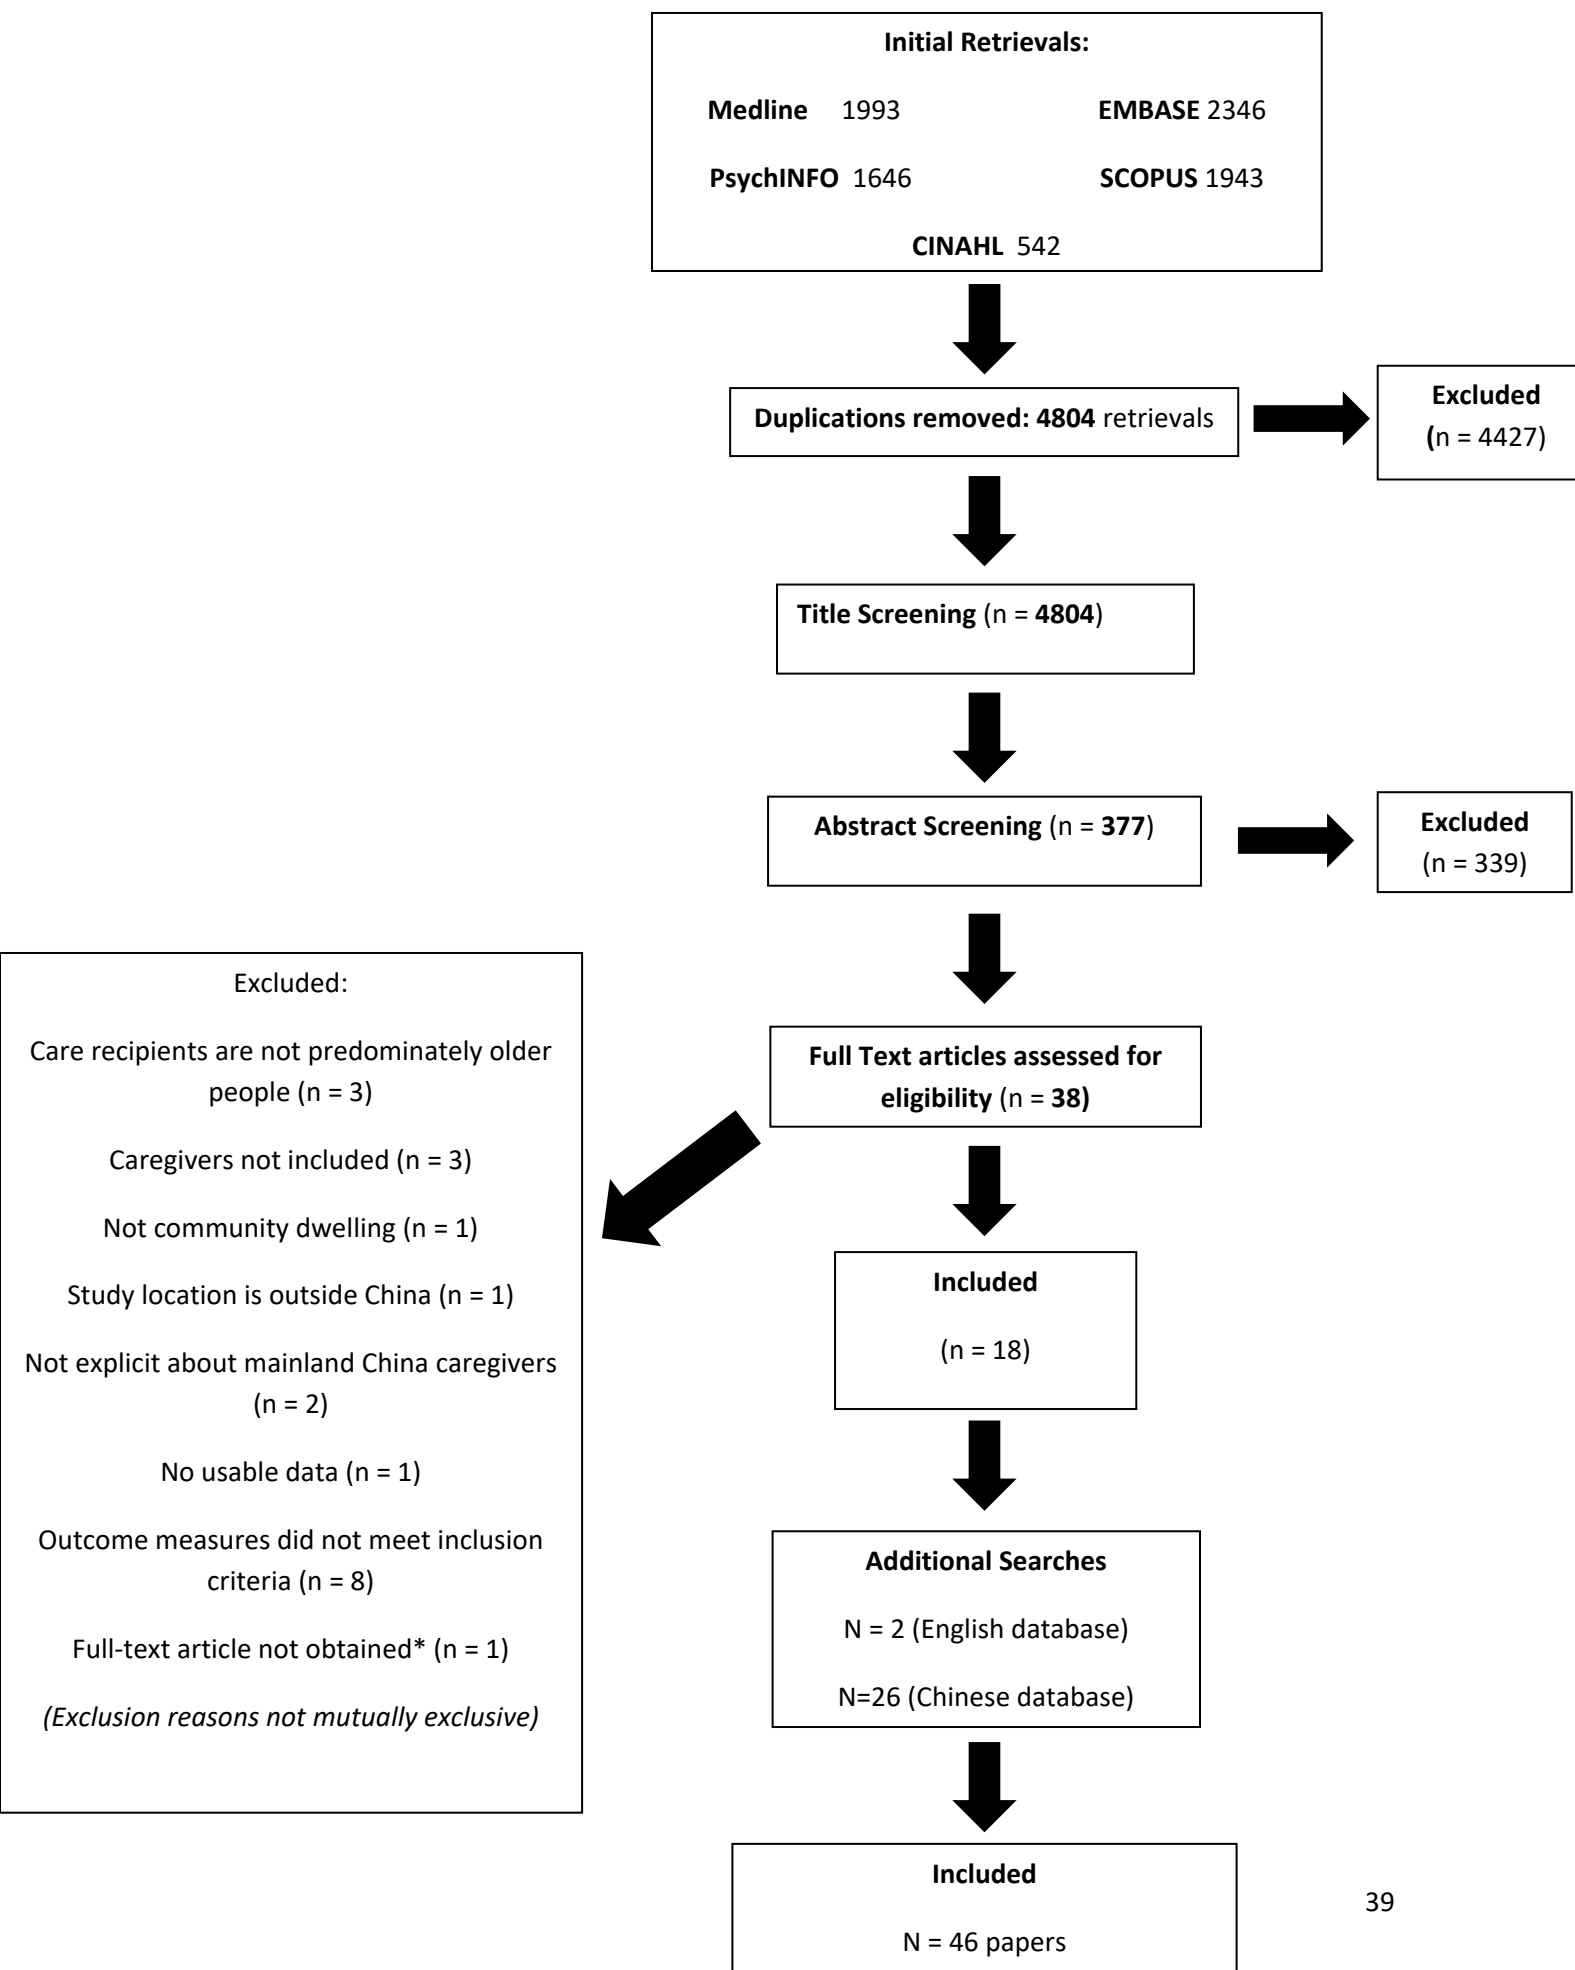 Initial Retrievals:
Medline 1993 EMBASE 2346
PsychINFO 1646 SCOPUS 1943
CINAHL 542
Duplications removed: 4804 retrievals
Excluded
(n = 4427)
Title Screening (n = 4804)
Abstract Screening (n = 377)
Excluded
(n = 339)
Full Text articles assessed for
eligibility (n = 38)
Excluded:
Care recipients are not predominately older
people (n = 3)
Caregivers not included (n = 3)
Not community dwelling (n = 1)
Study location is outside China (n = 1)
Not explicit about mainland China caregivers
(n = 2)
No usable data (n = 1)
Outcome measures did not meet inclusion
criteria (n = 8)
Full-text article not obtained* (n = 1)
(Exclusion reasons not mutually exclusive)
Included
(n = 18)
Additional Searches
N = 2 (English database)
N=26 (Chinese database)
Included
N = 46 papers
39